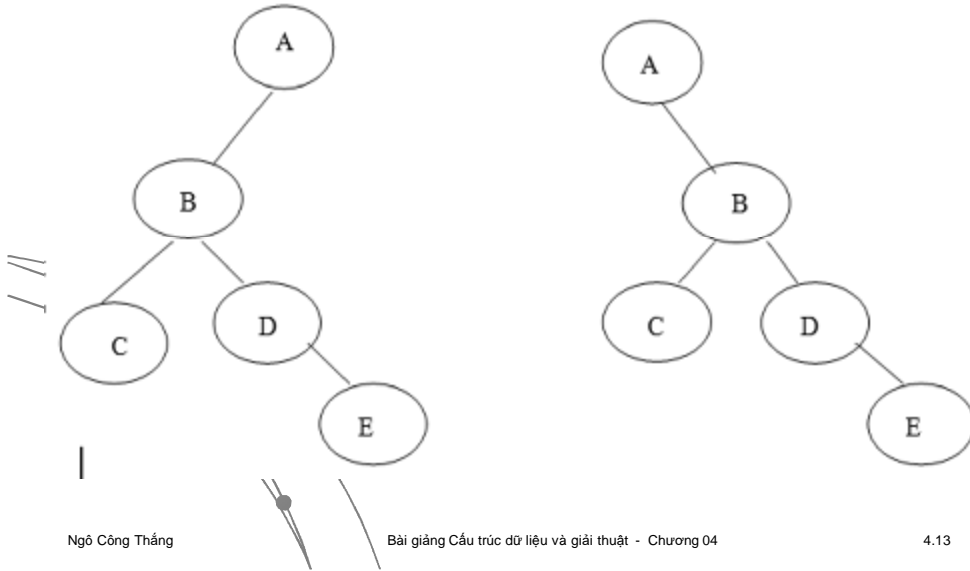 A A
B B
C D C D
E E
Ngô Công Thắng Bài giảng Cấu trúc dữ liệu và giải thuật - Chương 04 4.13